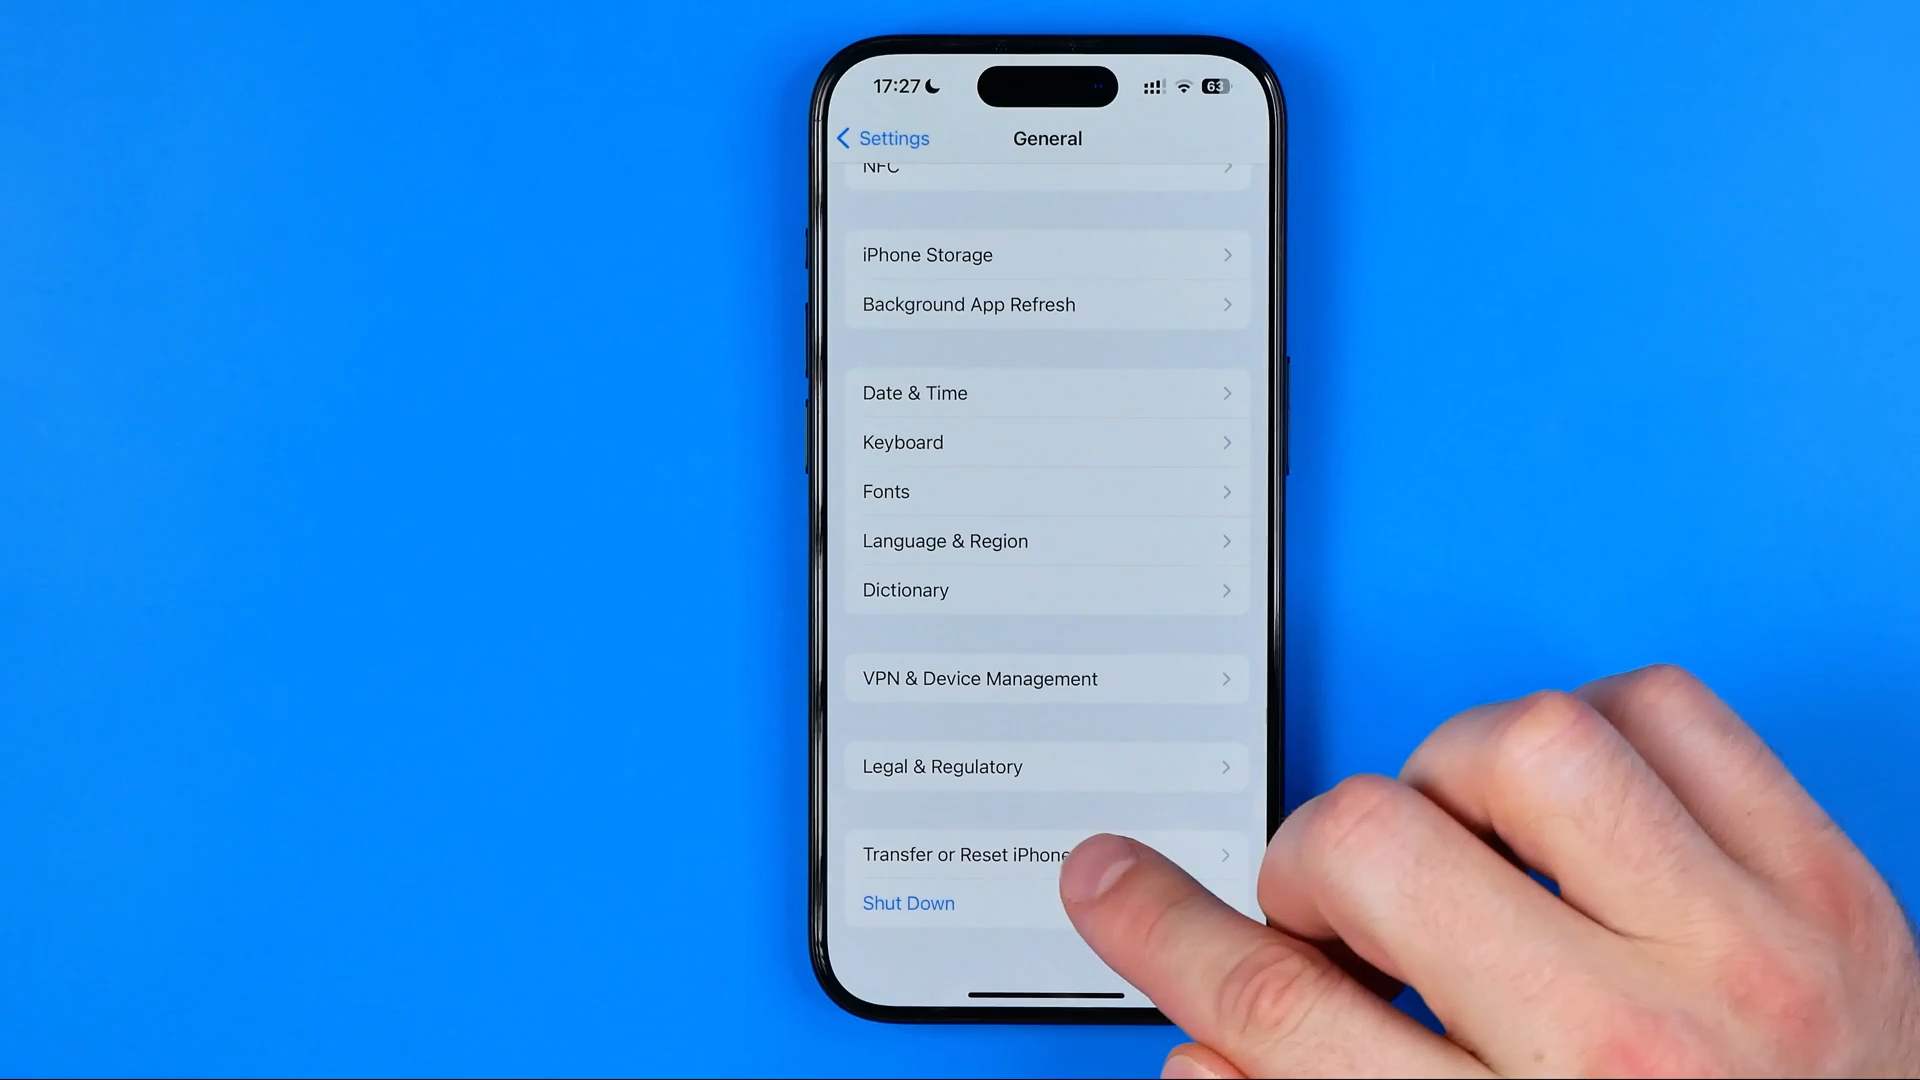 17:27
63
Settings
General
NFC
iPhone Storage
Background App Refresh
Date & Time
Keyboard
Fonts
Language & Region
Dictionary
VPN & Device Management
Legal & Regulatory
Transfer or Reset iPhone
Shut Down